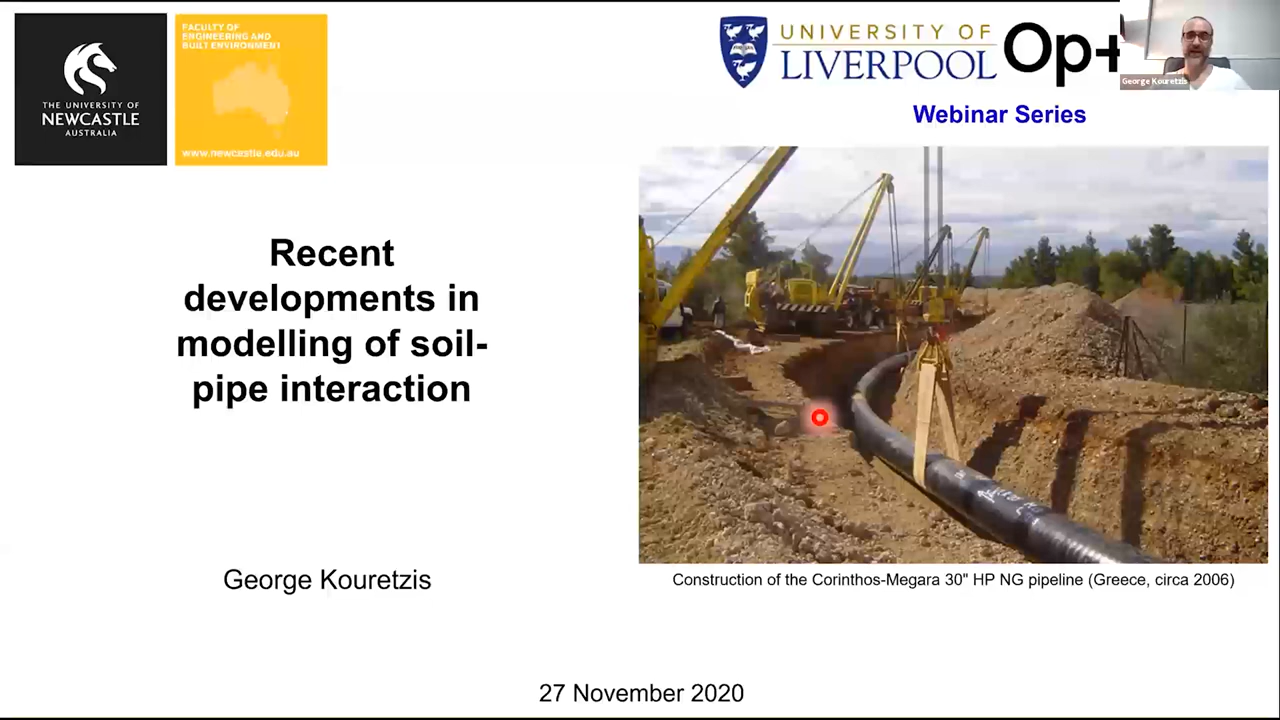 THE UNIVERSITY OF
NEWCASTLE
AUSTRALIA
FACULTY OF
ENGINEERING AND
BUILT ENVIRONMENT
www.newcastle.edu.au
UNIVERSITY OF
LIVERPOOL
Op+
George Kouretzis
Webinar Series
Recent
developments in
modelling of soil-
pipe interaction
George Kouretzis
Construction of the Corinthos-Megara 30" HP NG pipeline (Greece, circa 2006)
27 November 2020